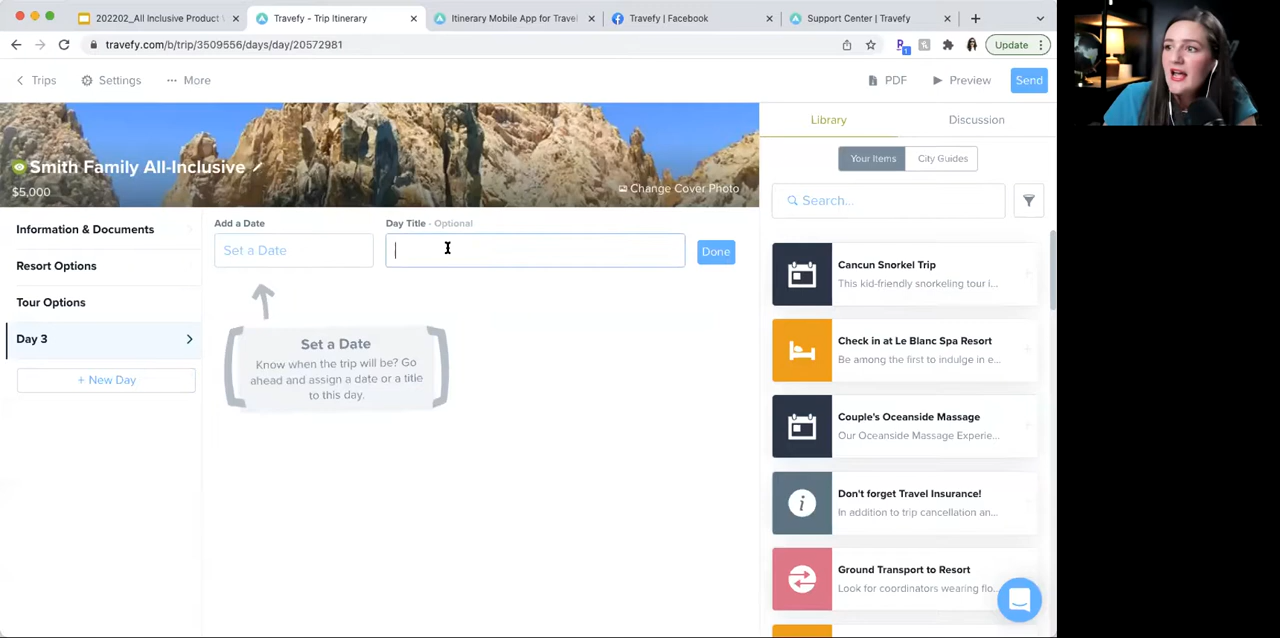 202202_All Inclusive Product
Travefy - Trip Itinerary
Itinerary Mobile App for Travel
Travefy | Facebook
Support Center | Travefy
travefy.com/b/trip/3509556/days/day/20572981
Update
Trips
Settings
More
PDF
Preview
Send
Smith Family All-Inclusive
$5,000
Change Cover Photo
Library
Discussion
Your Items
City Guides
Search...
Information & Documents
Resort Options
Tour Options
Day 3
+ New Day
Add a Date
Day Title - Optional
Set a Date
Done
Set a Date
Know when the trip will be? Go
ahead and assign a date or a title
to this day.
Cancun Snorkel Trip
This kid-friendly snorkeling tour i...
Check in at Le Blanc Spa Resort
Be among the first to indulge in e...
Couple's Oceanside Massage
Our Oceanside Massage Experie...
Don't forget Travel Insurance!
In addition to trip cancellation an...
Ground Transport to Resort
Look for coordinators wearing flo...